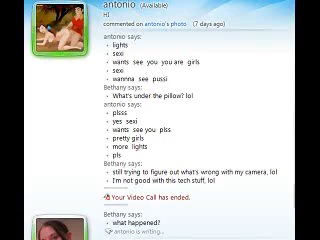 antonio (Available)
HI
commented on antonio's photo (7 days ago)
antonio says:
• lights
• sexi
• wants see you you are girls
• sexi
• wannna see pussi
Bethany says:
• What's under the pillow? lol
antonio says:
• plsss
• yes sexi
• wants see you plss
• pretty girls
• more lights
• pls
Bethany says:
• still trying to figure out what's wrong with my camera, lol
• I'm not good with this tech stuff, lol
Your Video Call has ended.
Bethany says:
• what happened?
antonio is writing...